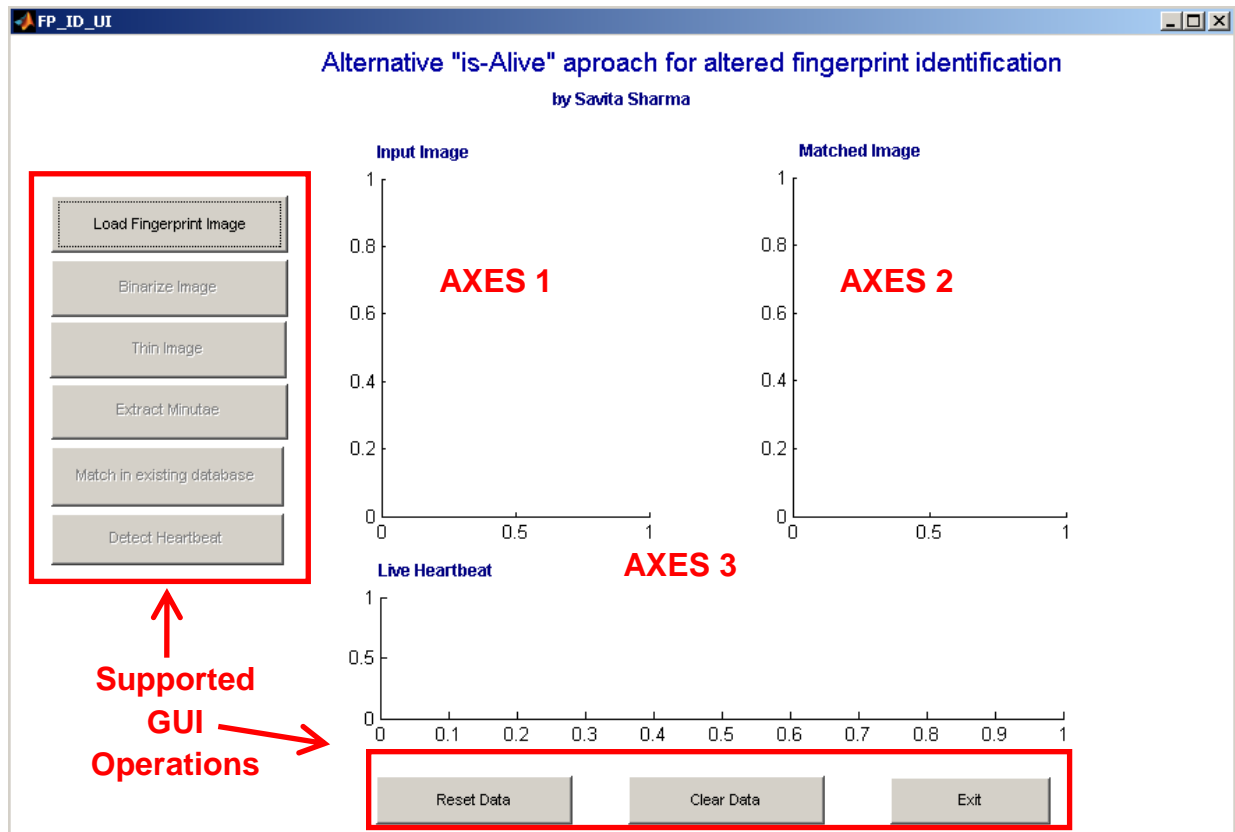 FP_ID_UI
Alternative "is-Alive" aproach for altered fingerprint identification
by Savita Sharma
Load Fingerprint Image
Binarize Image
Thin Image
Extract Minutae
Match in existing database
Detect Heartbeat
Supported
GUI
Operations
Input Image
1
0.8
0.6
0.4
0.2
0
0 0.5 1
AXES 1
Matched Image
1
0.8
0.6
0.4
0.2
0
0 0.5 1
AXES 2
AXES 3
Live Heartbeat
1
0.5
0
0 0.1 0.2 0.3 0.4 0.5 0.6 0.7 0.8 0.9 1
Reset Data
Clear Data
Exit